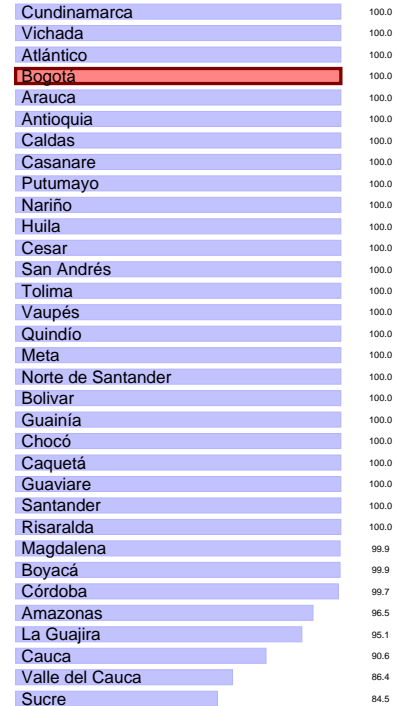 Cundinamarca 100.0
Vichada 100.0
Atlántico 100.0
Bogotá 100.0
Arauca 100.0
Antioquia 100.0
Caldas 100.0
Casanare 100.0
Putumayo 100.0
Nariño 100.0
Huila 100.0
Cesar 100.0
San Andrés 100.0
Tolima 100.0
Vaupés 100.0
Quindío 100.0
Meta 100.0
Norte de Santander 100.0
Bolivar 100.0
Guainía 100.0
Chocó 100.0
Caquetá 100.0
Guaviare 100.0
Santander 100.0
Risaralda 100.0
Magdalena 99.9
Boyacá 99.9
Córdoba 99.7
Amazonas 96.5
La Guajira 95.1
Cauca 90.6
Valle del Cauca 86.4
Sucre 84.5